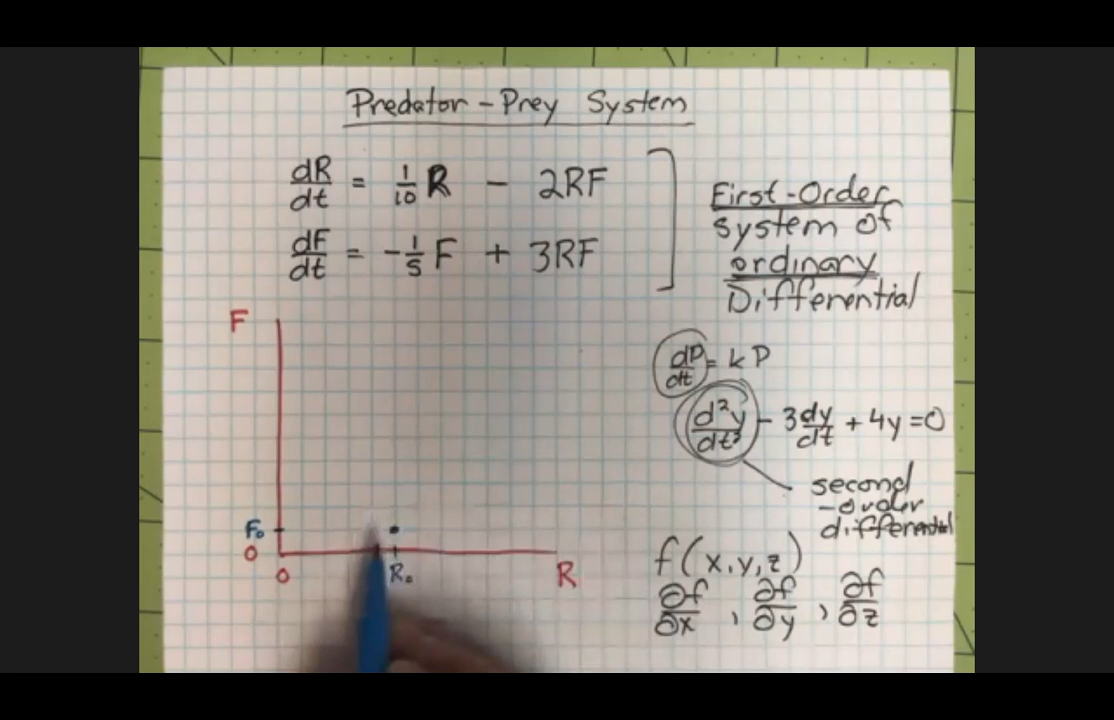 Predator - Prey System
dR/dt = 1/10 R - 2RF
dF/dt = -1/5 F + 3RF
First-Order
system of
ordinary
Differential
dP/dt = kP
d²y/dt² - 3 dy/dt + 4y = 0
second
-order
differential
f(x,y,z)
∂f/∂x , ∂f/∂y , ∂f/∂z
F
F₀
0
0
R₀
R